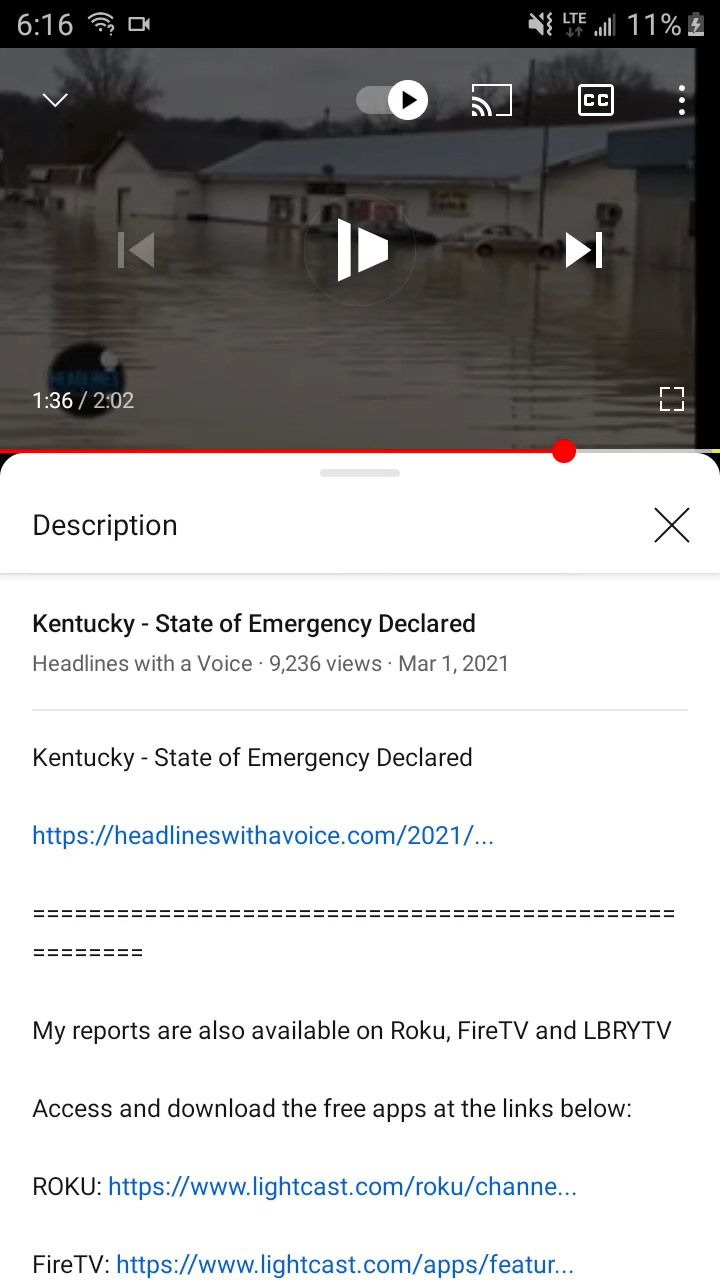 6:16
LTE
11%
CC
HEADLINES
1:36 / 2:02
Description
Kentucky - State of Emergency Declared
Headlines with a Voice · 9,236 views · Mar 1, 2021
Kentucky - State of Emergency Declared
https://headlineswithavoice.com/2021/...
==============================================
========
My reports are also available on Roku, FireTV and LBRYTV
Access and download the free apps at the links below:
ROKU: https://www.lightcast.com/roku/channe...
FireTV: https://www.lightcast.com/apps/featur...